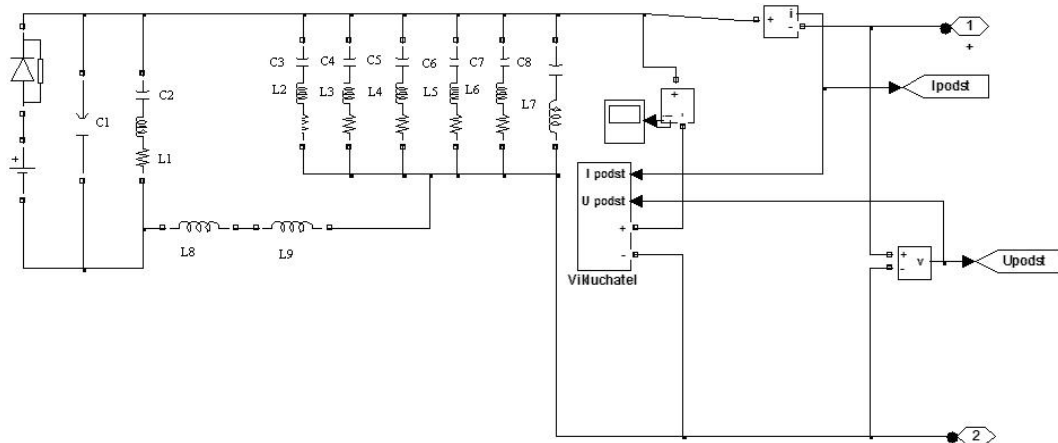 i
+
-
1
+
Ipodst
C3
C4
C5
C6
C7
C8
C2
L2
L3
L4
L5
L6
L7
+
-
C1
+
L1
I podst
U podst
+
-
Vikluchatel
L8
L9
+
-
v
Upodst
2